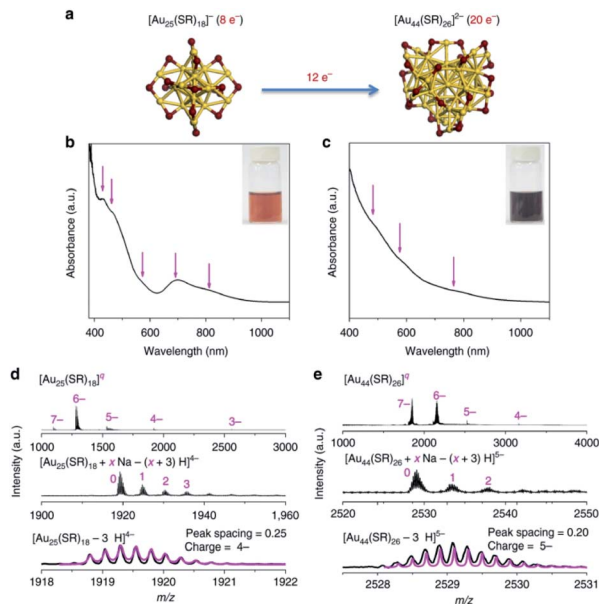 a
[Au25(SR)18]− (8 e−)
[Au44(SR)26]2− (20 e−)
12 e−
b
c
Absorbance (a.u.)
Absorbance (a.u.)
400 600 800 1000
400 600 800 1000
Wavelength (nm)
Wavelength (nm)
d
[Au25(SR)18]q
7– 6– 5– 4– 3–
1000 1500 2000 2500 3000
[Au25(SR)18 + x Na – (x + 3) H]4–
0 1 2 3
1900 1920 1940 1,960
[Au25(SR)18 – 3 H]4–
Peak spacing = 0.25
Charge = 4–
1918 1919 1920 1921 1922
Intensity (a.u.)
m/z
e
[Au44(SR)26]q
7– 6– 5– 4–
1000 2000 3000 4000
[Au44(SR)26 + x Na – (x + 3) H]5–
0 1 2
2520 2530 2540 2550
[Au44(SR)26 – 3 H]5–
Peak spacing = 0.20
Charge = 5–
2528 2529 2530 2531
Intensity (a.u.)
m/z